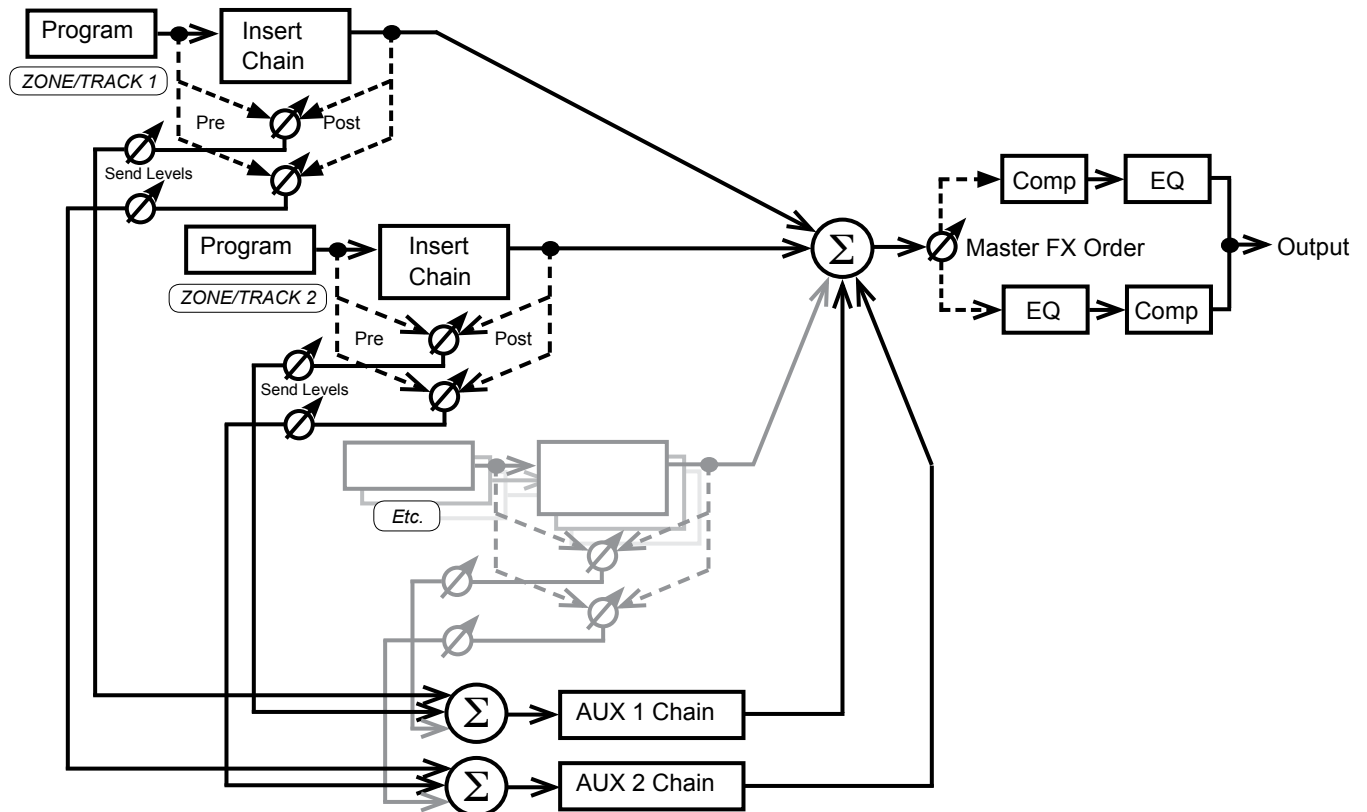 Program
Insert
Chain
ZONE/TRACK 1
Pre
Post
Send Levels
Program
Insert
Chain
ZONE/TRACK 2
Pre
Post
Send Levels
Etc.
Σ
Master FX Order
Comp
EQ
EQ
Comp
Output
Σ
AUX 1 Chain
Σ
AUX 2 Chain